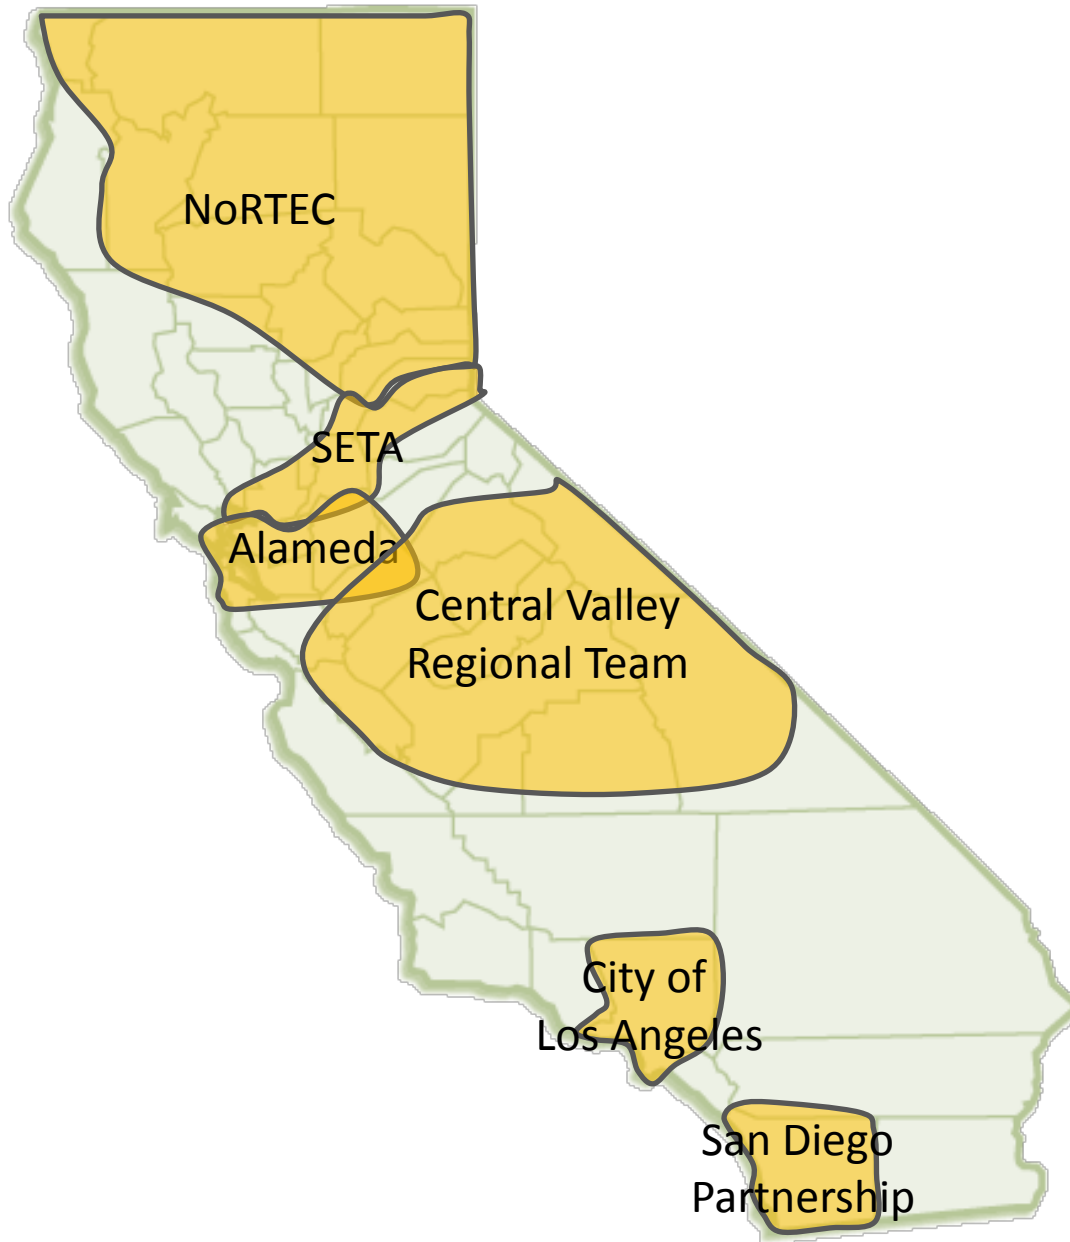 NoRTEC
SETA
Alameda
Central Valley
Regional Team
City of
Los Angeles
San Diego
Partnership